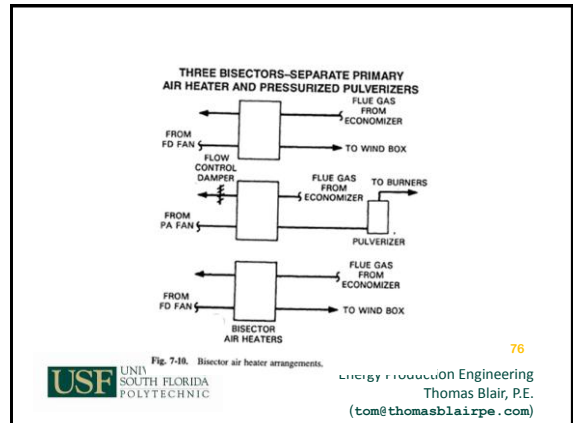 THREE BISECTORS–SEPARATE PRIMARY
AIR HEATER AND PRESSURIZED PULVERIZERS
FLUE GAS
FROM
ECONOMIZER
FROM
FD FAN
TO WIND BOX
FLOW
CONTROL
DAMPER
FLUE GAS
FROM
ECONOMIZER
TO BURNERS
FROM
PA FAN
PULVERIZER
FLUE GAS
FROM
ECONOMIZER
FROM
FD FAN
TO WIND BOX
BISECTOR
AIR HEATERS
Fig. 7-10. Bisector air heater arrangements.
76
USF
SOUTH FLORIDA
POLYTECHNIC
Engineering
Thomas Blair, P.E.
(tom@thomasblairpe.com)